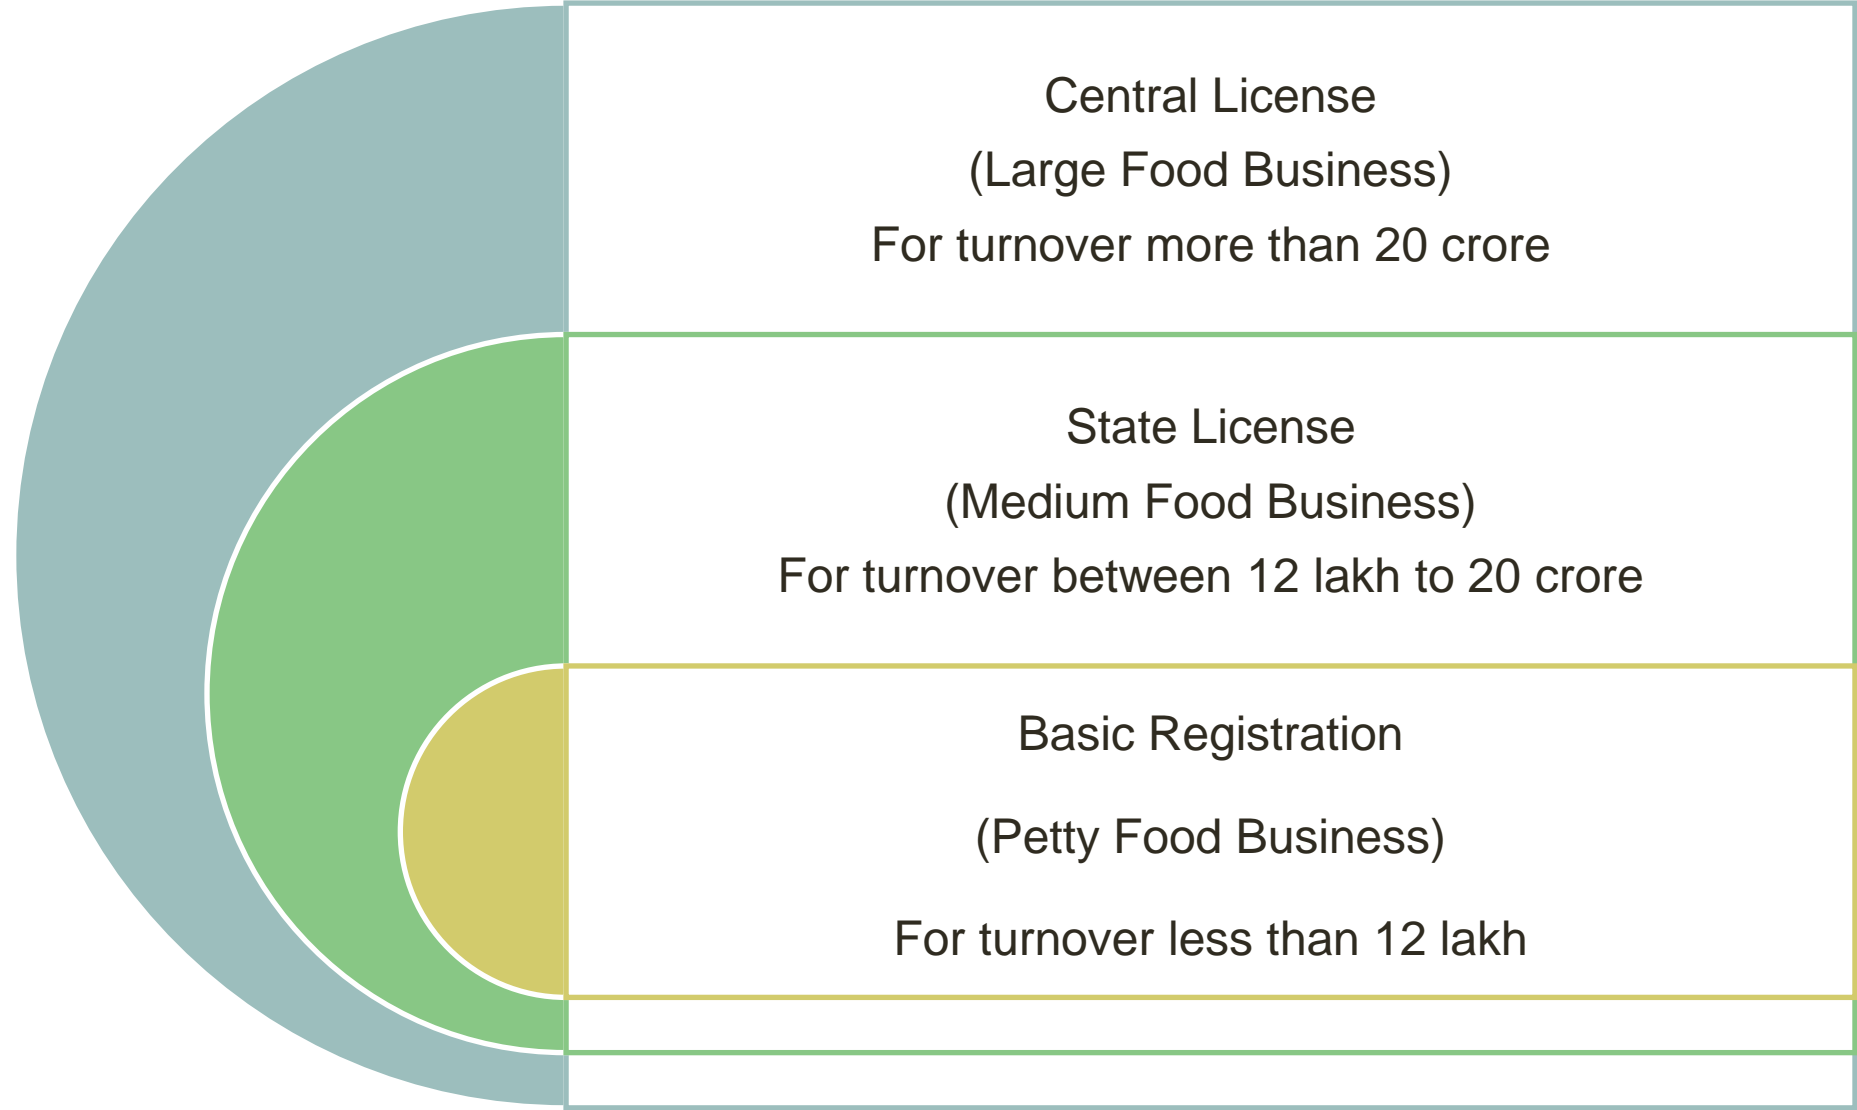 Central License
(Large Food Business)
For turnover more than 20 crore
State License
(Medium Food Business)
For turnover between 12 lakh to 20 crore
Basic Registration
(Petty Food Business)
For turnover less than 12 lakh